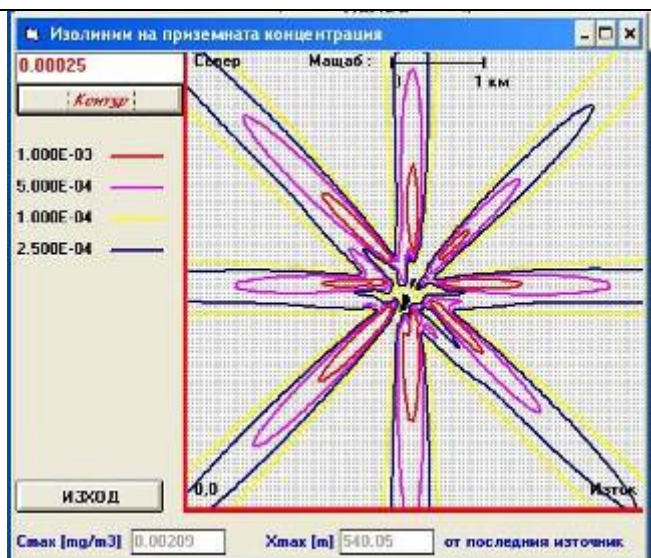 Изолинии на приземната концентрация
0.00025
Север
Мащаб :
1 км
Контур
1.000E-03
5.000E-04
1.000E-04
2.500E-04
ИЗХОД
0,0
Изток
Cmax [mg/m3] 0.00209 Xmax [m] 540.05 от последния източник